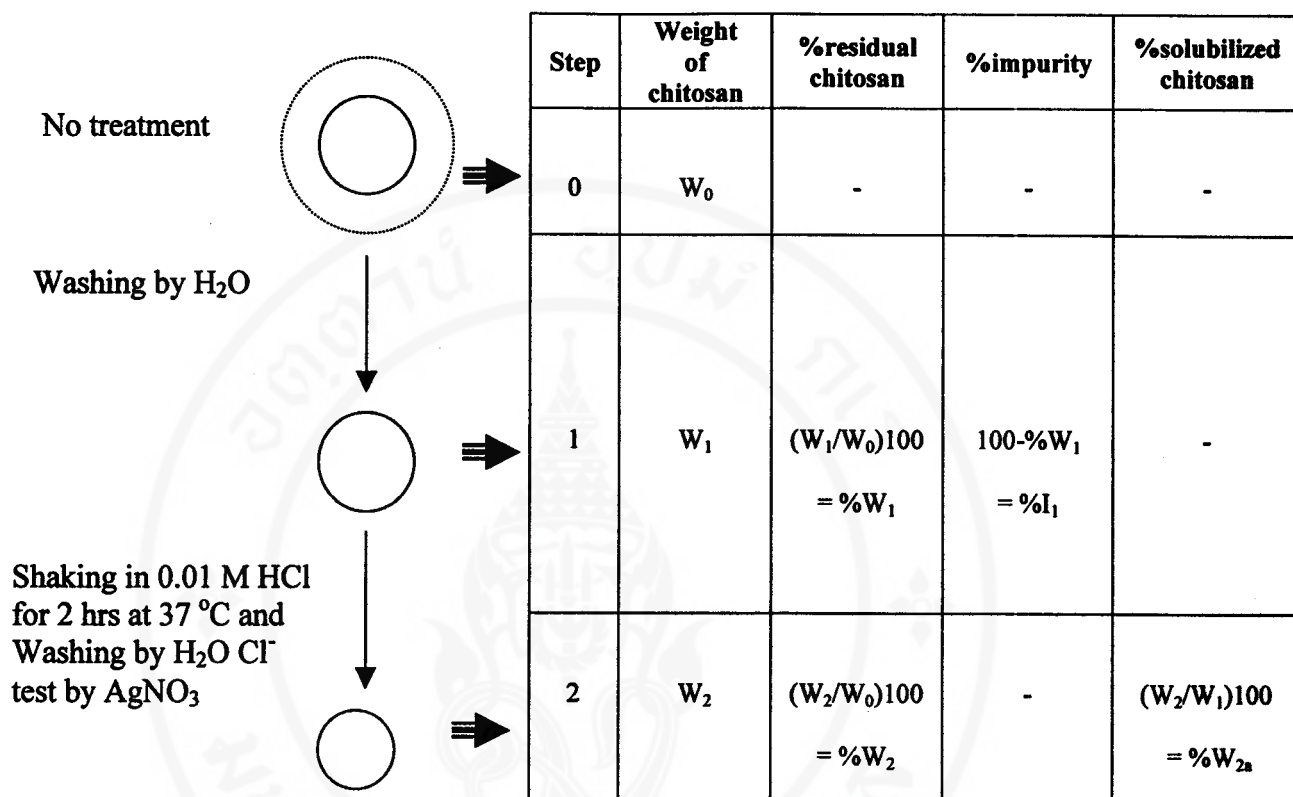 Step
Weight
of
chitosan
%residual
chitosan
%impurity
%solubilized
chitosan
No treatment
0
W₀
-
-
-
Washing by H₂O
1
W₁
(W₁/W₀)100
= %W₁
100-%W₁
= %I₁
-
Shaking in 0.01 M HCl
for 2 hrs at 37 °C and
Washing by H₂O Cl⁻
test by AgNO₃
2
W₂
(W₂/W₀)100
= %W₂
-
(W₂/W₁)100
= %W₂ₐ